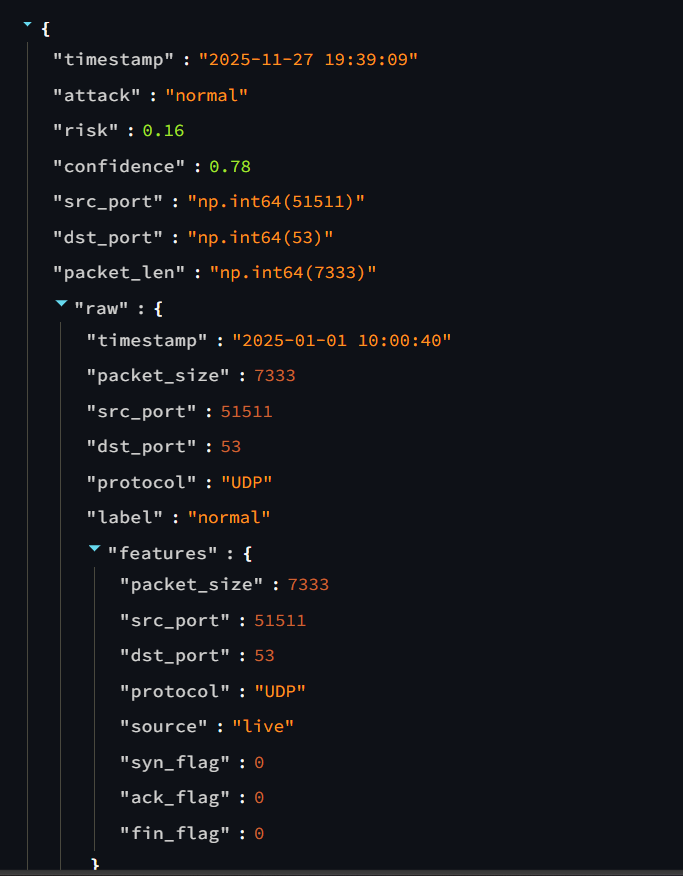 {
"timestamp" : "2025-11-27 19:39:09"
"attack" : "normal"
"risk" : 0.16
"confidence" : 0.78
"src_port" : "np.int64(51511)"
"dst_port" : "np.int64(53)"
"packet_len" : "np.int64(7333)"
"raw" : {
"timestamp" : "2025-01-01 10:00:40"
"packet_size" : 7333
"src_port" : 51511
"dst_port" : 53
"protocol" : "UDP"
"label" : "normal"
"features" : {
"packet_size" : 7333
"src_port" : 51511
"dst_port" : 53
"protocol" : "UDP"
"source" : "live"
"syn_flag" : 0
"ack_flag" : 0
"fin_flag" : 0
}